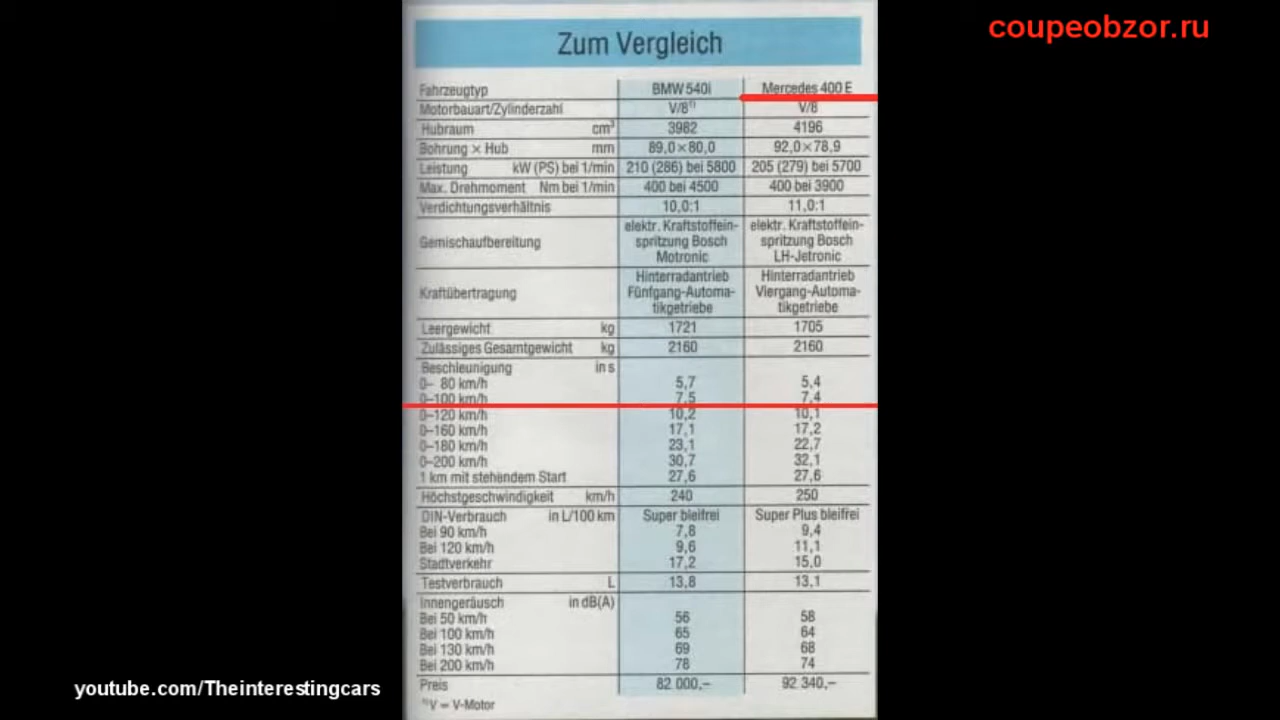 coupeobzor.ru
Zum Vergleich
Fahrzeugtyp BMW 540i Mercedes 400 E
Motorbauart/Zylinderzahl V/8¹⁾ V/8
Hubraum cm³ 3982 4196
Bohrung × Hub mm 89,0×80,0 92,0×78,9
Leistung kW (PS) bei 1/min 210 (286) bei 5800 205 (279) bei 5700
Max. Drehmoment Nm bei 1/min 400 bei 4500 400 bei 3900
Verdichtungsverhältnis 10,0:1 11,0:1
Gemischaufbereitung elektr. Kraftstoffein- elektr. Kraftstoffein-
spritzung Bosch spritzung Bosch
Motronic LH-Jetronic
Kraftübertragung Hinterradantrieb Hinterradantrieb
Fünfgang-Automa- Viergang-Automa-
tikgetriebe tikgetriebe
Leergewicht kg 1721 1705
Zulässiges Gesamtgewicht kg 2160 2160
Beschleunigung in s
0– 80 km/h 5,7 5,4
0–100 km/h 7,5 7,4
0–120 km/h 10,2 10,1
0–160 km/h 17,1 17,2
0–180 km/h 23,1 22,7
0–200 km/h 30,7 32,1
1 km mit stehendem Start 27,6 27,6
Höchstgeschwindigkeit km/h 240 250
DIN-Verbrauch in L/100 km Super bleifrei Super Plus bleifrei
Bei 90 km/h 7,8 9,4
Bei 120 km/h 9,6 11,1
Stadtverkehr 17,2 15,0
Testverbrauch L 13,8 13,1
Innengeräusch in dB(A)
Bei 50 km/h 56 58
Bei 100 km/h 65 64
Bei 130 km/h 69 68
Bei 200 km/h 78 74
Preis 82 000,– 92 340,–
¹⁾V = V-Motor
youtube.com/Theinterestingcars